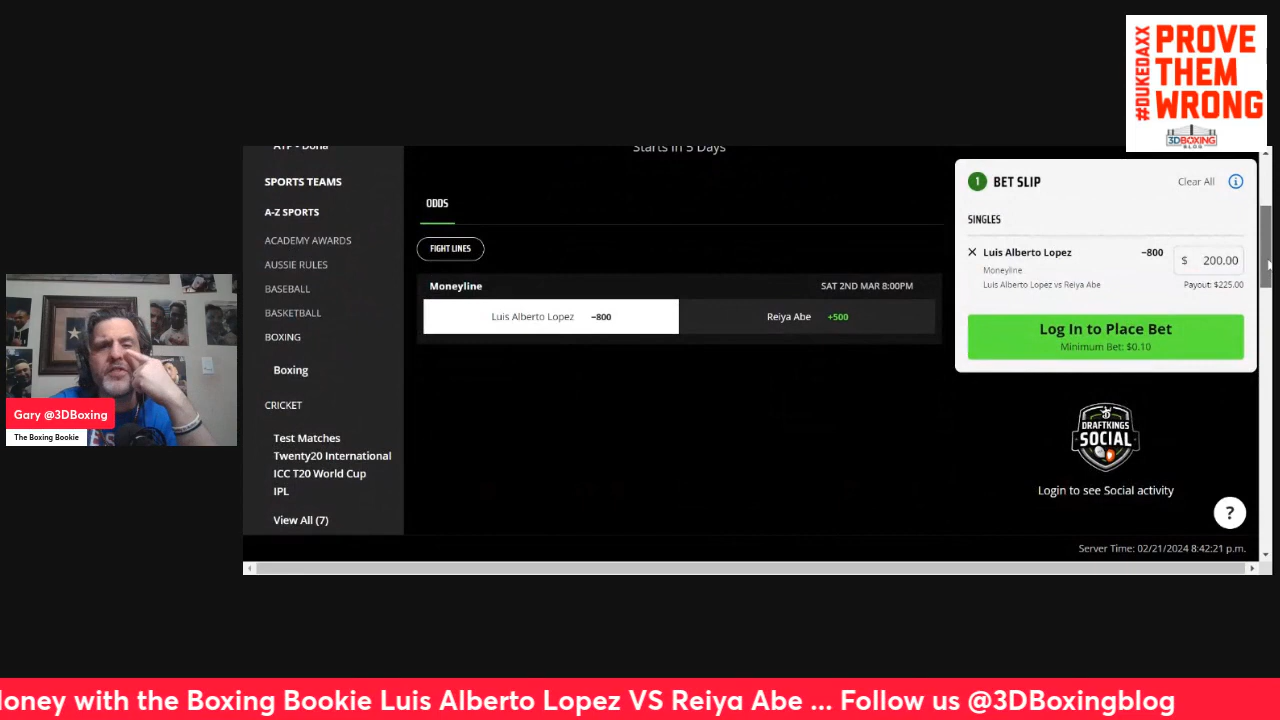 #DUKEDAXX
PROVE
THEM
WRONG
3DBOXING
BLOG
ATP - Doha
Starts in 5 Days
SPORTS TEAMS
A-Z SPORTS
ACADEMY AWARDS
AUSSIE RULES
BASEBALL
BASKETBALL
BOXING
Boxing
CRICKET
Test Matches
Twenty20 International
ICC T20 World Cup
IPL
View All (7)
ODDS
FIGHT LINES
Moneyline SAT 2ND MAR 8:00PM
Luis Alberto Lopez −800 Reiya Abe +500
1 BET SLIP Clear All i
SINGLES
Luis Alberto Lopez −800 $ 200.00
Moneyline
Luis Alberto Lopez vs Reiya Abe Payout: $225.00
Log In to Place Bet
Minimum Bet: $0.10
DRAFTKINGS
SOCIAL
Login to see Social activity
?
Server Time: 02/21/2024 8:42:21 p.m.
Gary @3DBoxing
The Boxing Bookie
oney with the Boxing Bookie Luis Alberto Lopez VS Reiya Abe ... Follow us @3DBoxingblog